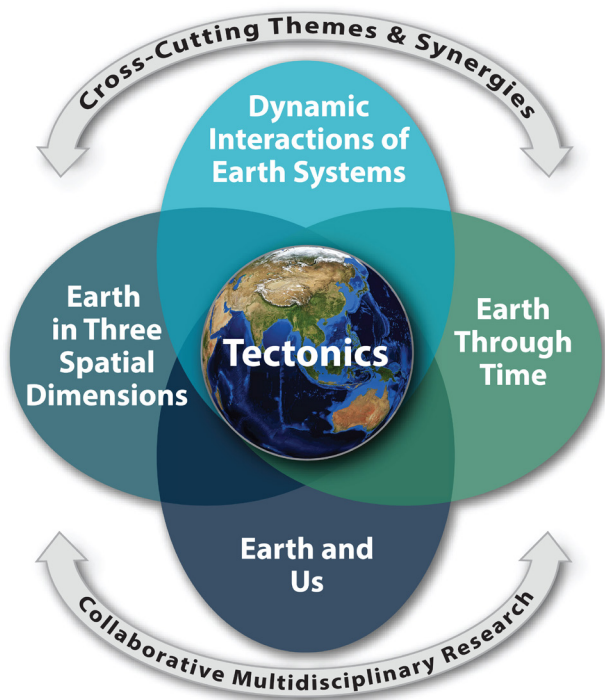 Cross-Cutting Themes & Synergies
Dynamic
Interactions of
Earth Systems
Earth
in Three
Spatial
Dimensions
Tectonics
Earth
Through
Time
Earth and
Us
Collaborative Multidisciplinary Research